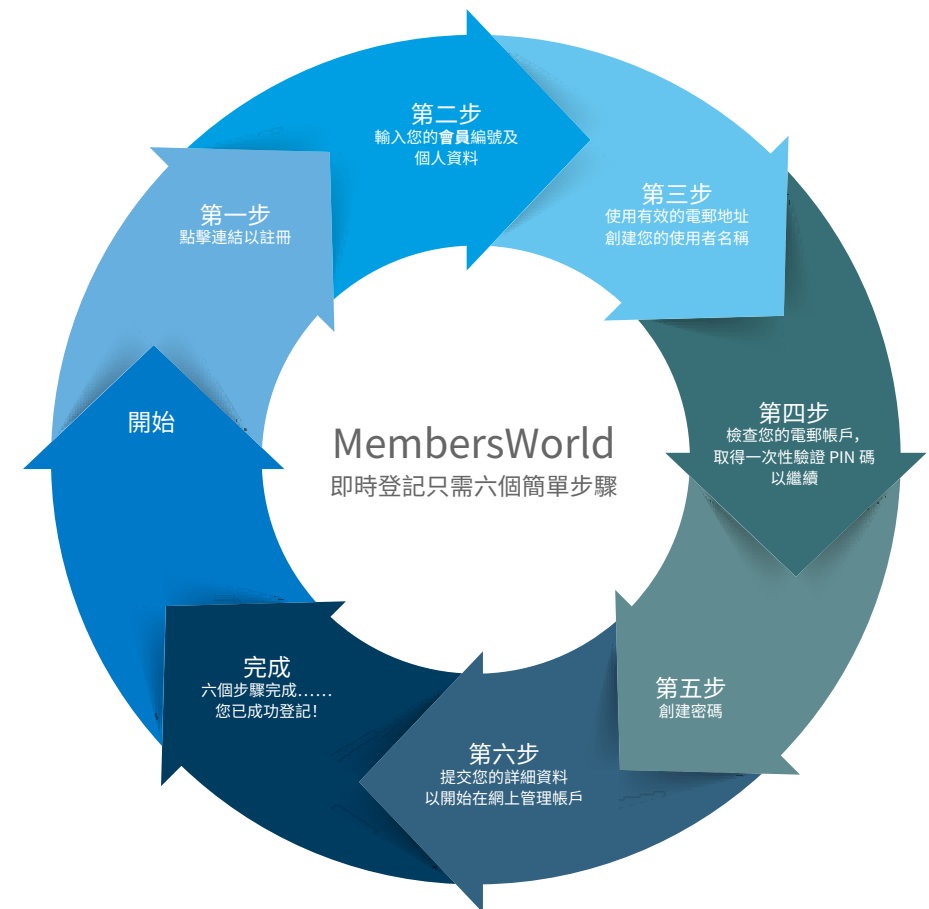 MembersWorld
即時登記只需六個簡單步驟
開始
第一步
點擊連結以註冊
第二步
輸入您的會員編號及
個人資料
第三步
使用有效的電郵地址
創建您的使用者名稱
第四步
檢查您的電郵帳戶，
取得一次性驗證 PIN 碼
以繼續
第五步
創建密碼
第六步
提交您的詳細資料
以開始在網上管理帳戶
完成
六個步驟完成……
您已成功登記！